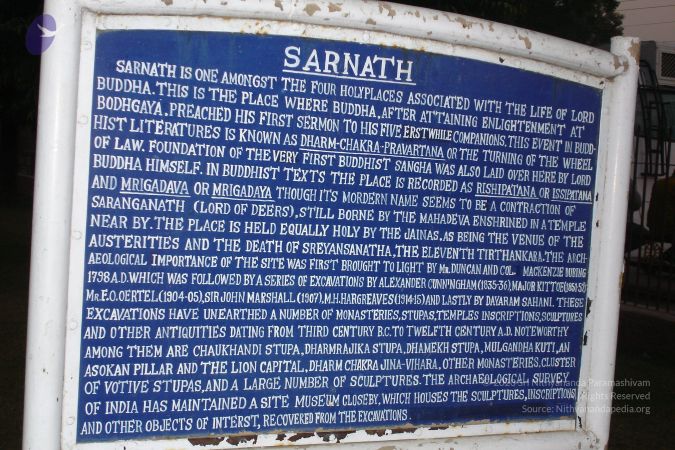 SARNATH
SARNATH IS ONE AMONGST THE FOUR HOLYPLACES ASSOCIATED WITH THE LIFE OF LORD
BUDDHA. THIS IS THE PLACE WHERE BUDDHA, AFTER ATTAINING ENLIGHTENMENT AT
BODHGAYA, PREACHED HIS FIRST SERMON TO HIS FIVE ERSTWHILE COMPANIONS. THIS EVENT IN BUDD-
HIST LITERATURES IS KNOWN AS DHARM-CHAKRA-PRAVARTANA OR THE TURNING OF THE WHEEL
OF LAW. FOUNDATION OF THE VERY FIRST BUDDHIST SANGHA WAS ALSO LAID OVER HERE BY LORD
BUDDHA HIMSELF. IN BUDDHIST TEXTS THE PLACE IS RECORDED AS RISHIPATANA OR ISSIPATANA
AND MRIGADAVA OR MRIGADAYA THOUGH IT'S MORDERN NAME SEEMS TO BE A CONTRACTION OF
SARANGANATH (LORD OF DEERS), STILL BORNE BY THE MAHADEVA ENSHRINED IN A TEMPLE
NEAR BY. THE PLACE IS HELD EQUALLY HOLY BY THE JAINAS, AS BEING THE VENUE OF THE
AUSTERITIES AND THE DEATH OF SREYANSANATHA, THE ELEVENTH TIRTHANKARA. THE ARCH-
AEOLOGICAL IMPORTANCE OF THE SITE WAS FIRST BROUGHT TO LIGHT BY MR. DUNCAN AND COL. MACKENZIE DURING
1798 A.D. WHICH WAS FOLLOWED BY A SERIES OF EXCAVATIONS BY ALEXANDER CUNNINGHAM (1835-36), MAJOR KITTOE (1851-52)
MR. F.O. OERTEL (1904-05), SIR JOHN MARSHALL (1907), M.H. HARGREAVES (1914-15) AND LASTLY BY DAYARAM SAHANI. THESE
EXCAVATIONS HAVE UNEARTHED A NUMBER OF MONASTERIES, STUPAS, TEMPLES INSCRIPTIONS, SCULPTURES
AND OTHER ANTIQUITIES DATING FROM THIRD CENTURY B.C. TO TWELFTH CENTURY A.D. NOTEWORTHY
AMONG THEM ARE CHAUKHANDI STUPA, DHARMRAJIKA STUPA, DHAMEKH STUPA, MULGANDHA KUTI, AN
ASOKAN PILLAR AND THE LION CAPITAL, DHARM CHAKRA JINA-VIHARA, OTHER MONASTERIES, CLUSTER
OF VOTIVE STUPAS, AND A LARGE NUMBER OF SCULPTURES. THE ARCHAEOLOGICAL SURVEY
OF INDIA HAS MAINTAINED A SITE MUSEUM CLOSEBY, WHICH HOUSES THE SCULPTURES, INSCRIPTIONS
AND OTHER OBJECTS OF INTERST, RECOVERED FROM THE EXCAVATIONS.
Nithyananda Paramashivam
Rights Reserved
Source: Nithyanandapedia.org